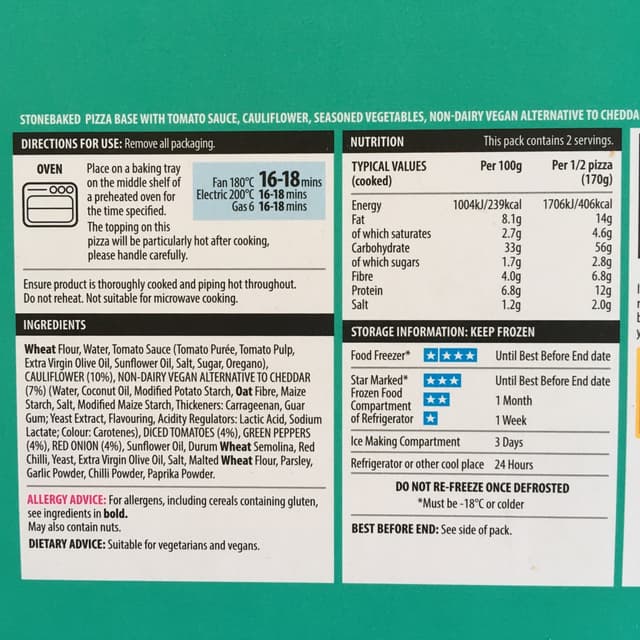 STONEBAKED PIZZA BASE WITH TOMATO SAUCE, CAULIFLOWER, SEASONED VEGETABLES, NON-DAIRY VEGAN ALTERNATIVE TO CHEDDA
DIRECTIONS FOR USE: Remove all packaging.
OVEN
Place on a baking tray
on the middle shelf of
a preheated oven for
the time specified.
The topping on this
pizza will be particularly hot after cooking,
please handle carefully.
Fan 180°C 16-18 mins
Electric 200°C 16-18 mins
Gas 6 16-18 mins
Ensure product is thoroughly cooked and piping hot throughout.
Do not reheat. Not suitable for microwave cooking.
INGREDIENTS
Wheat Flour, Water, Tomato Sauce (Tomato Purée, Tomato Pulp,
Extra Virgin Olive Oil, Sunflower Oil, Salt, Sugar, Oregano),
CAULIFLOWER (10%), NON-DAIRY VEGAN ALTERNATIVE TO CHEDDAR
(7%) (Water, Coconut Oil, Modified Potato Starch, Oat Fibre, Maize
Starch, Salt, Modified Maize Starch, Thickeners: Carrageenan, Guar
Gum; Yeast Extract, Flavouring, Acidity Regulators: Lactic Acid, Sodium
Lactate; Colour: Carotenes), DICED TOMATOES (4%), GREEN PEPPERS
(4%), RED ONION (4%), Sunflower Oil, Durum Wheat Semolina, Red
Chilli, Yeast, Extra Virgin Olive Oil, Salt, Malted Wheat Flour, Parsley,
Garlic Powder, Chilli Powder, Paprika Powder.
ALLERGY ADVICE: For allergens, including cereals containing gluten,
see ingredients in bold.
May also contain nuts.
DIETARY ADVICE: Suitable for vegetarians and vegans.
NUTRITION This pack contains 2 servings.
TYPICAL VALUES Per 100g Per 1/2 pizza
(cooked) (170g)
Energy 1004kJ/239kcal 1706kJ/406kcal
Fat 8.1g 14g
of which saturates 2.7g 4.6g
Carbohydrate 33g 56g
of which sugars 1.7g 2.8g
Fibre 4.0g 6.8g
Protein 6.8g 12g
Salt 1.2g 2.0g
STORAGE INFORMATION: KEEP FROZEN
Food Freezer* Until Best Before End date
Star Marked* Until Best Before End date
Frozen Food
Compartment 1 Month
of Refrigerator 1 Week
Ice Making Compartment 3 Days
Refrigerator or other cool place 24 Hours
DO NOT RE-FREEZE ONCE DEFROSTED
*Must be -18°C or colder
BEST BEFORE END: See side of pack.